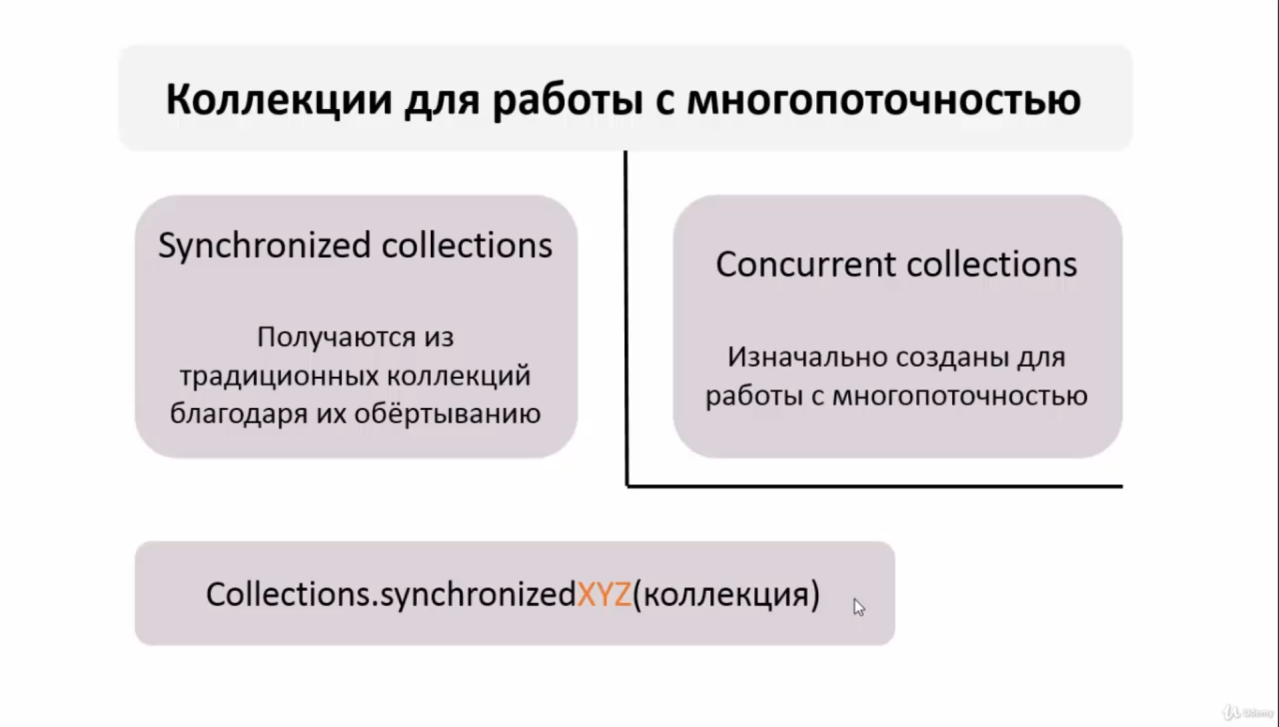 Коллекции для работы с многопоточностью
Synchronized collections
Получаются из
традиционных коллекций
благодаря их обёртыванию
Concurrent collections
Изначально созданы для
работы с многопоточностью
Collections.synchronizedXYZ(коллекция)
Udemy